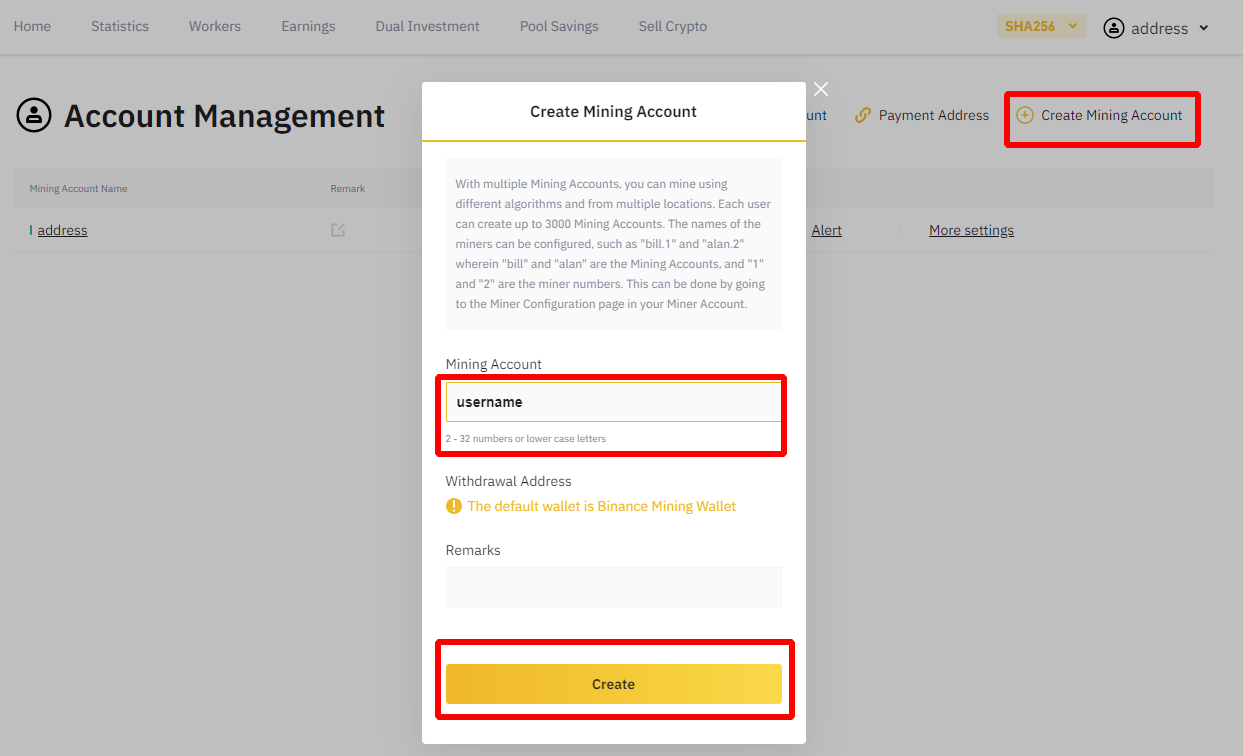 Home Statistics Workers Earnings Dual Investment Pool Savings Sell Crypto SHA256 address
Account Management
unt Payment Address Create Mining Account
Mining Account Name Remark
address Alert More settings
Create Mining Account
With multiple Mining Accounts, you can mine using
different algorithms and from multiple locations. Each user
can create up to 3000 Mining Accounts. The names of the
miners can be configured, such as "bill.1" and "alan.2"
wherein "bill" and "alan" are the Mining Accounts, and "1"
and "2" are the miner numbers. This can be done by going
to the Miner Configuration page in your Miner Account.
Mining Account
username
2 - 32 numbers or lower case letters
Withdrawal Address
The default wallet is Binance Mining Wallet
Remarks
Create